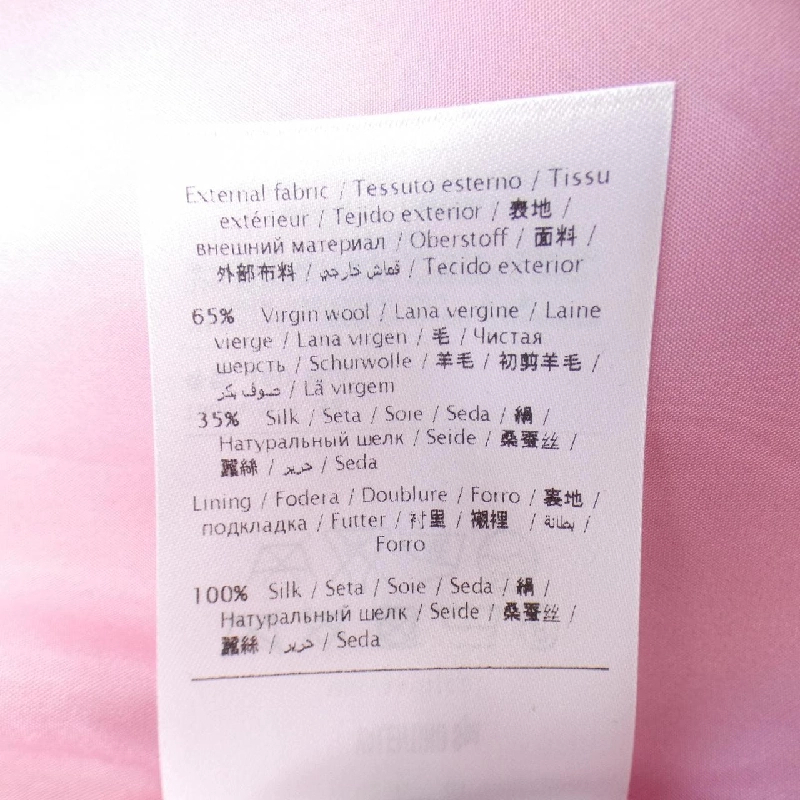 External fabric / Tessuto esterno / Tissu
extérieur / Tejido exterior / 表地 /
внешний материал / Oberstoff / 面料 /
外部布料 / قماش خارجي / Tecido exterior
65% Virgin wool / Lana vergine / Laine
vierge / Lana virgen / 毛 / Чистая
шерсть / Schurwolle / 羊毛 / 初剪羊毛 /
صوف بكر / Lã virgem
35% Silk / Seta / Soie / Seda / 絹 /
Натуральный шелк / Seide / 桑蚕丝 /
蠶絲 / حرير / Seda
Lining / Fodera / Doublure / Forro / 裏地 /
подкладка / Futter / 衬里 / 襯裡 / بطانة /
Forro
100% Silk / Seta / Soie / Seda / 絹 /
Натуральный шелк / Seide / 桑蚕丝 /
蠶絲 / حرير / Seda